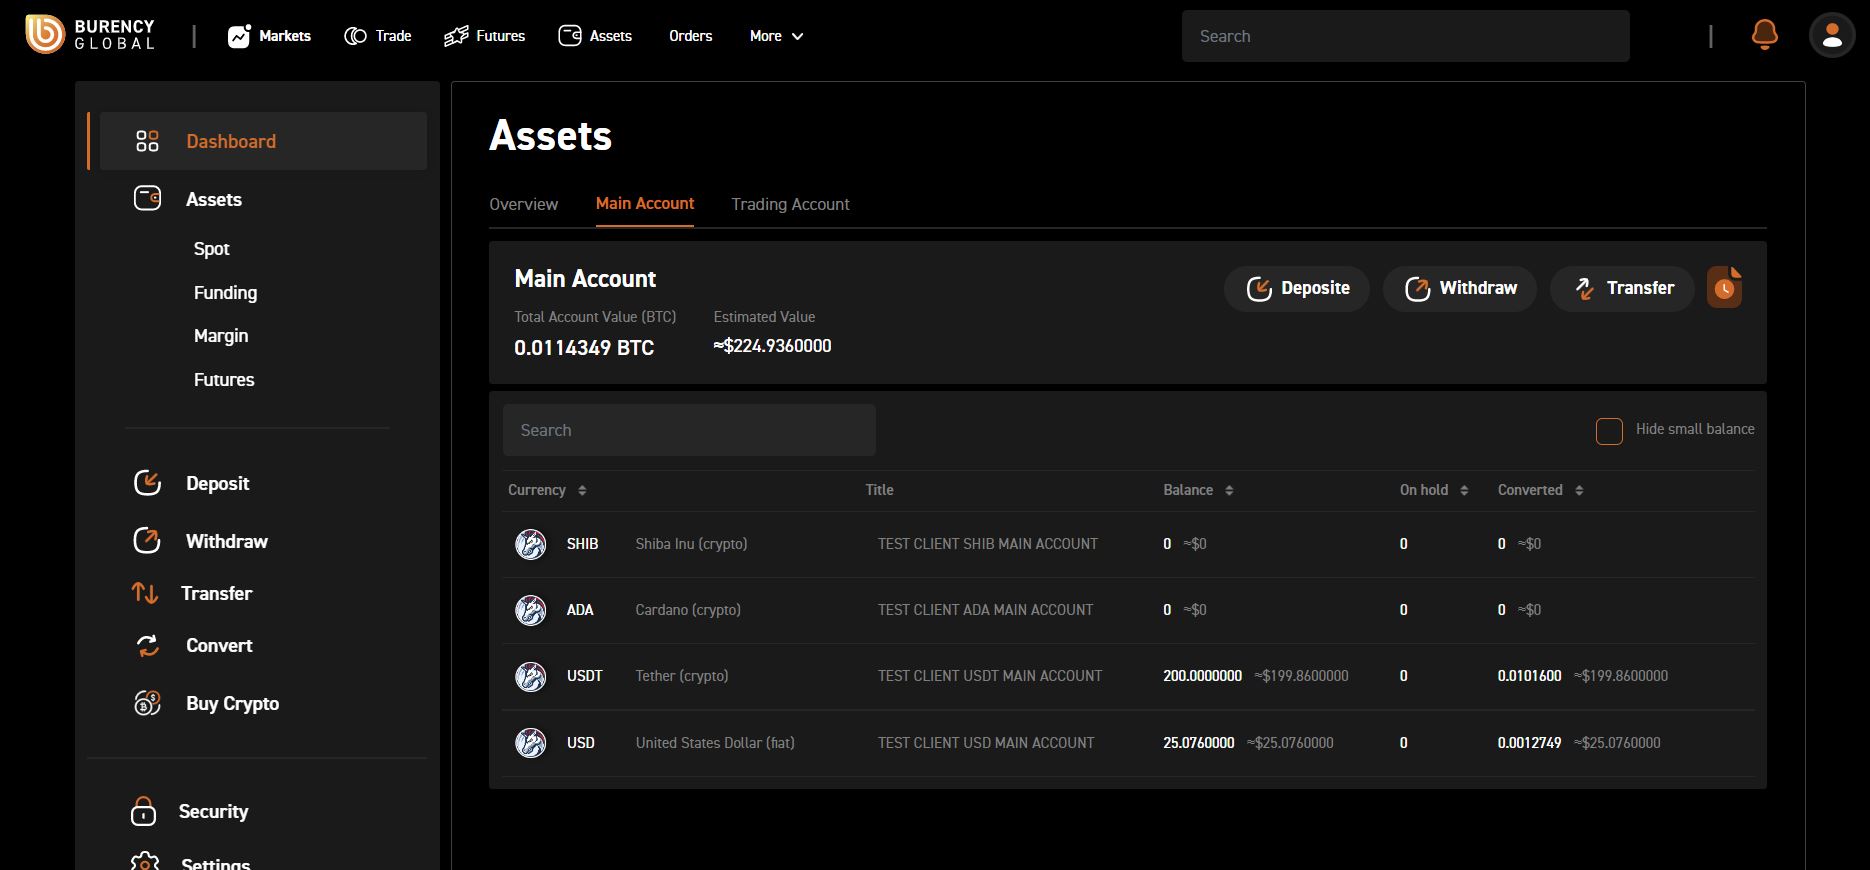 BURENCY
GLOBAL
Markets Trade Futures Assets Orders More
Search
Dashboard
Assets
Spot
Funding
Margin
Futures
Deposit
Withdraw
Transfer
Convert
Buy Crypto
Security
Settings
Assets
Overview Main Account Trading Account
Main Account
Deposite Withdraw Transfer
Total Account Value (BTC) Estimated Value
0.0114349 BTC ≈$224.9360000
Search
Hide small balance
Currency Title Balance On hold Converted
SHIB Shiba Inu (crypto) TEST CLIENT SHIB MAIN ACCOUNT 0 ≈$0 0 0 ≈$0
ADA Cardano (crypto) TEST CLIENT ADA MAIN ACCOUNT 0 ≈$0 0 0 ≈$0
USDT Tether (crypto) TEST CLIENT USDT MAIN ACCOUNT 200.0000000 ≈$199.8600000 0 0.0101600 ≈$199.8600000
USD United States Dollar (fiat) TEST CLIENT USD MAIN ACCOUNT 25.0760000 ≈$25.0760000 0 0.0012749 ≈$25.0760000